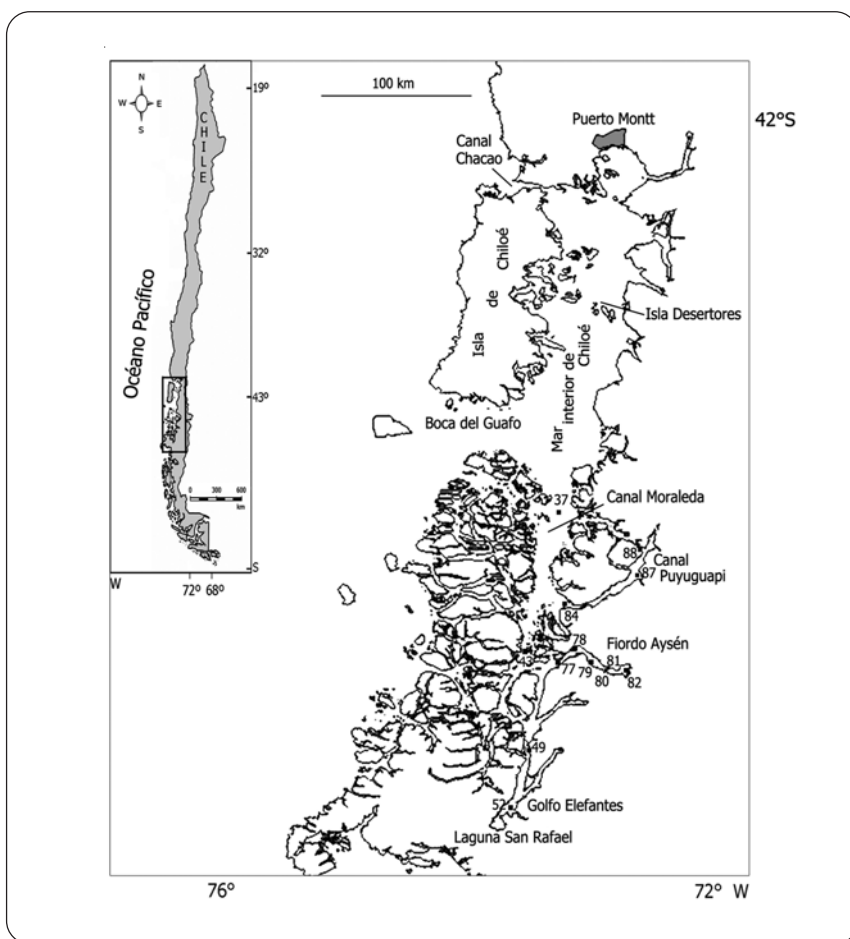 N
W E
S
CHILE
19º
32º
43º
Océano Pacífico
0 300 600
km
S
W
72º 68º
100 km
Puerto Montt
42ºS
Canal
Chacao
Isla de Chiloé
Isla Desertores
Mar interior de
Chiloé
Boca del Guafo
37
Canal Moraleda
88
Canal
Puyuguapi
87
84
78
Fiordo Aysén
43
77
79
81
80
82
49
52
Golfo Elefantes
Laguna San Rafael
76º
72º W